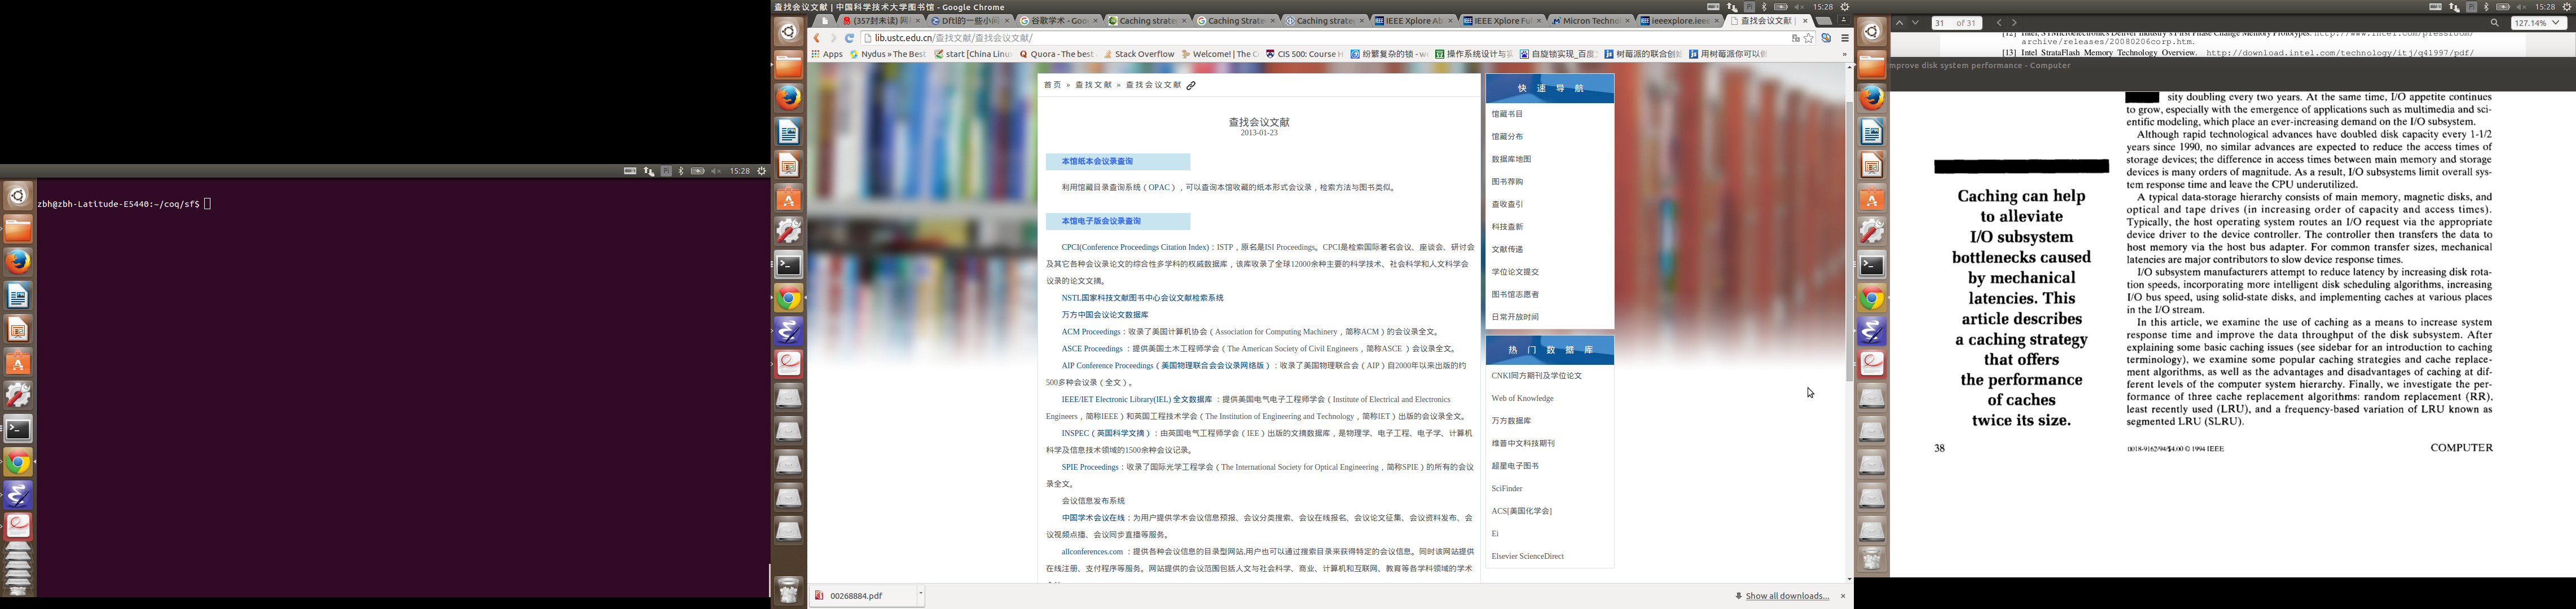 15:28
zbh@zbh-Latitude-E5440:~/coq/sf$
查找会议文献 | 中国科学技术大学图书馆 - Google Chrome
15:28
(357封未读) 网易
Dftl的一些小问
谷歌学术 - Goo
Caching strate
Caching Strate
Caching strate
IEEE Xplore Ab
IEEE Xplore Ful
Micron Technol
ieeexplore.ieee
查找会议文献 |
lib.ustc.edu.cn/查找文献/查找会议文献/
Apps
Nydus » The Best
start [China Linu
Quora - The best
Stack Overflow
Welcome! | The C
CIS 500: Course H
纷繁复杂的锁 - w
操作系统设计与实
自旋锁实现_百度
树莓派的联合创始
用树莓派你可以做
首页 » 查找文献 » 查找会议文献
查找会议文献
2013-01-23
本馆纸本会议录查询
利用馆藏目录查询系统（OPAC），可以查询本馆收藏的纸本形式会议录，检索方法与图书类似。
本馆电子版会议录查询
CPCI(Conference Proceedings Citation Index)：ISTP，原名是ISI Proceedings。CPCI是检索国际著名会议、座谈会、研讨会
及其它各种会议录论文的综合性多学科的权威数据库，该库收录了全球12000余种主要的科学技术、社会科学和人文科学会
议录的论文文摘。
NSTL国家科技文献图书中心会议文献检索系统
万方中国会议论文数据库
ACM Proceedings：收录了美国计算机协会（Association for Computing Machinery，简称ACM）的会议录全文。
ASCE Proceedings ：提供美国土木工程师学会（The American Society of Civil Engineers，简称ASCE ）会议录全文。
AIP Conference Proceedings（美国物理联合会会议录网络版）：收录了美国物理联合会（AIP）自2000年以来出版的约
500多种会议录（全文）。
IEEE/IET Electronic Library(IEL) 全文数据库 ：提供美国电气电子工程师学会（Institute of Electrical and Electronics
Engineers，简称IEEE）和英国工程技术学会（The Institution of Engineering and Technology，简称IET）出版的会议录全文。
INSPEC（英国科学文摘）：由英国电气工程师学会（IEE）出版的文摘数据库，是物理学、电子工程、电子学、计算机
科学及信息技术领域的1500余种会议记录。
SPIE Proceedings：收录了国际光学工程学会（The International Society for Optical Engineering，简称SPIE）的所有的会议
录全文。
会议信息发布系统
中国学术会议在线：为用户提供学术会议信息预报、会议分类搜索、会议在线报名、会议论文征集、会议资料发布、会
议视频点播、会议同步直播等服务。
allconferences.com ：提供各种会议信息的目录型网站,用户也可以通过搜索目录来获得特定的会议信息。同时该网站提供
在线注册、支付程序等服务。网站提供的会议范围包括人文与社会科学、商业、计算机和互联网、教育等各学科领域的学术
快速导航
馆藏书目
馆藏分布
数据库地图
图书荐购
查收查引
科技查新
文献传递
学位论文提交
图书馆志愿者
日常开放时间
热门数据库
CNKI同方期刊及学位论文
Web of Knowledge
万方数据库
维普中文科技期刊
超星电子图书
SciFinder
ACS[美国化学会]
Ei
Elsevier ScienceDirect
00268884.pdf
Show all downloads...
15:28
31 of 31
127.14%
[12] Intel, STMicroelectronics Deliver Industry's First Phase Change Memory Prototypes. http://www.intel.com/pressroom/
archive/releases/20080206corp.htm.
[13] Intel StrataFlash Memory Technology Overview. http://download.intel.com/technology/itj/q41997/pdf/
mprove disk system performance - Computer
sity doubling every two years. At the same time, I/O appetite continues
to grow, especially with the emergence of applications such as multimedia and sci-
entific modeling, which place an ever-increasing demand on the I/O subsystem.
Although rapid technological advances have doubled disk capacity every 1-1/2
years since 1990, no similar advances are expected to reduce the access times of
storage devices; the difference in access times between main memory and storage
devices is many orders of magnitude. As a result, I/O subsystems limit overall sys-
tem response time and leave the CPU underutilized.
A typical data-storage hierarchy consists of main memory, magnetic disks, and
optical and tape drives (in increasing order of capacity and access times).
Typically, the host operating system routes an I/O request via the appropriate
device driver to the device controller. The controller then transfers the data to
host memory via the host bus adapter. For common transfer sizes, mechanical
latencies are major contributors to slow device response times.
I/O subsystem manufacturers attempt to reduce latency by increasing disk rota-
tion speeds, incorporating more intelligent disk scheduling algorithms, increasing
I/O bus speed, using solid-state disks, and implementing caches at various places
in the I/O stream.
In this article, we examine the use of caching as a means to increase system
response time and improve the data throughput of the disk subsystem. After
explaining some basic caching issues (see sidebar for an introduction to caching
terminology), we examine some popular caching strategies and cache replace-
ment algorithms, as well as the advantages and disadvantages of caching at dif-
ferent levels of the computer system hierarchy. Finally, we investigate the per-
formance of three cache replacement algorithms: random replacement (RR),
least recently used (LRU), and a frequency-based variation of LRU known as
segmented LRU (SLRU).
Caching can help
to alleviate
I/O subsystem
bottlenecks caused
by mechanical
latencies. This
article describes
a caching strategy
that offers
the performance
of caches
twice its size.
38
0018-9162/94/$4.00 © 1994 IEEE
COMPUTER